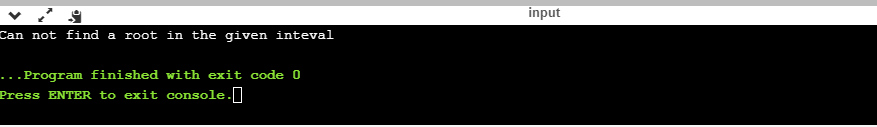 input
Can not find a root in the given inteval
...Program finished with exit code 0
Press ENTER to exit console.